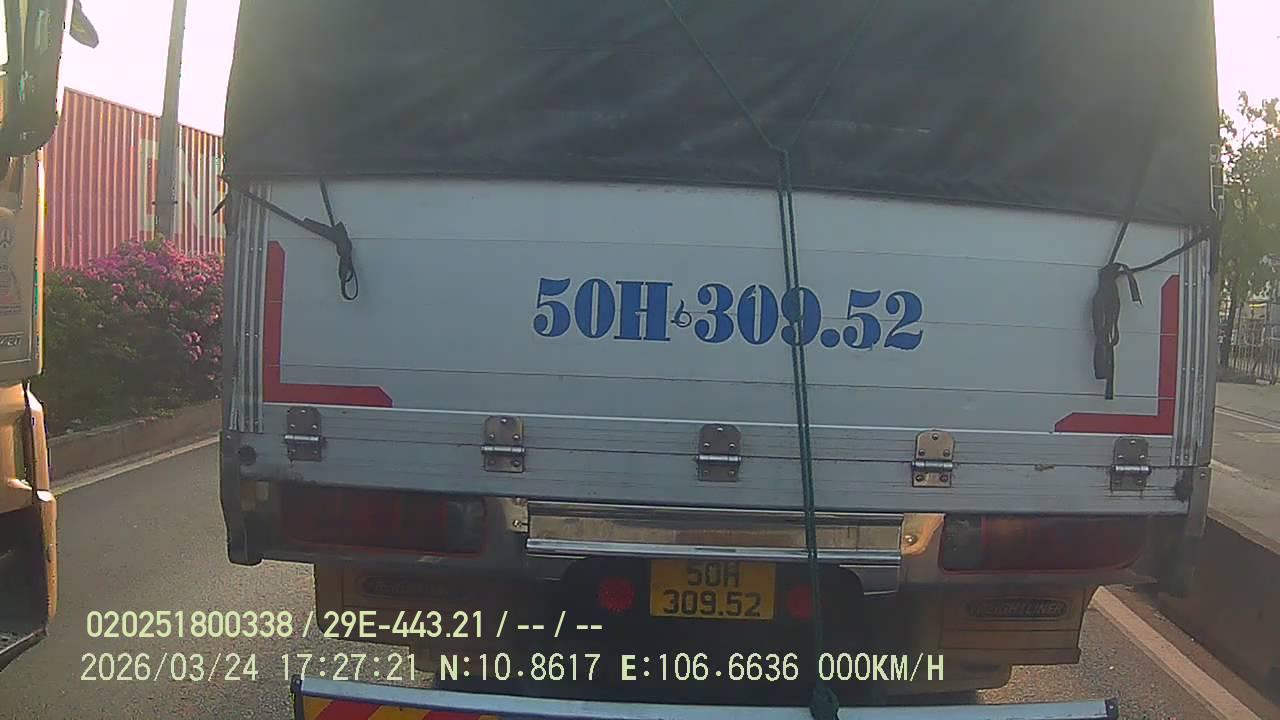 50H 309.52
50H
309.52
FREIGHTLINER
020251800338 / 29E-443.21 / -- / --
2026/03/24 17:27:21 N:10.8617 E:106.6636 000KM/H